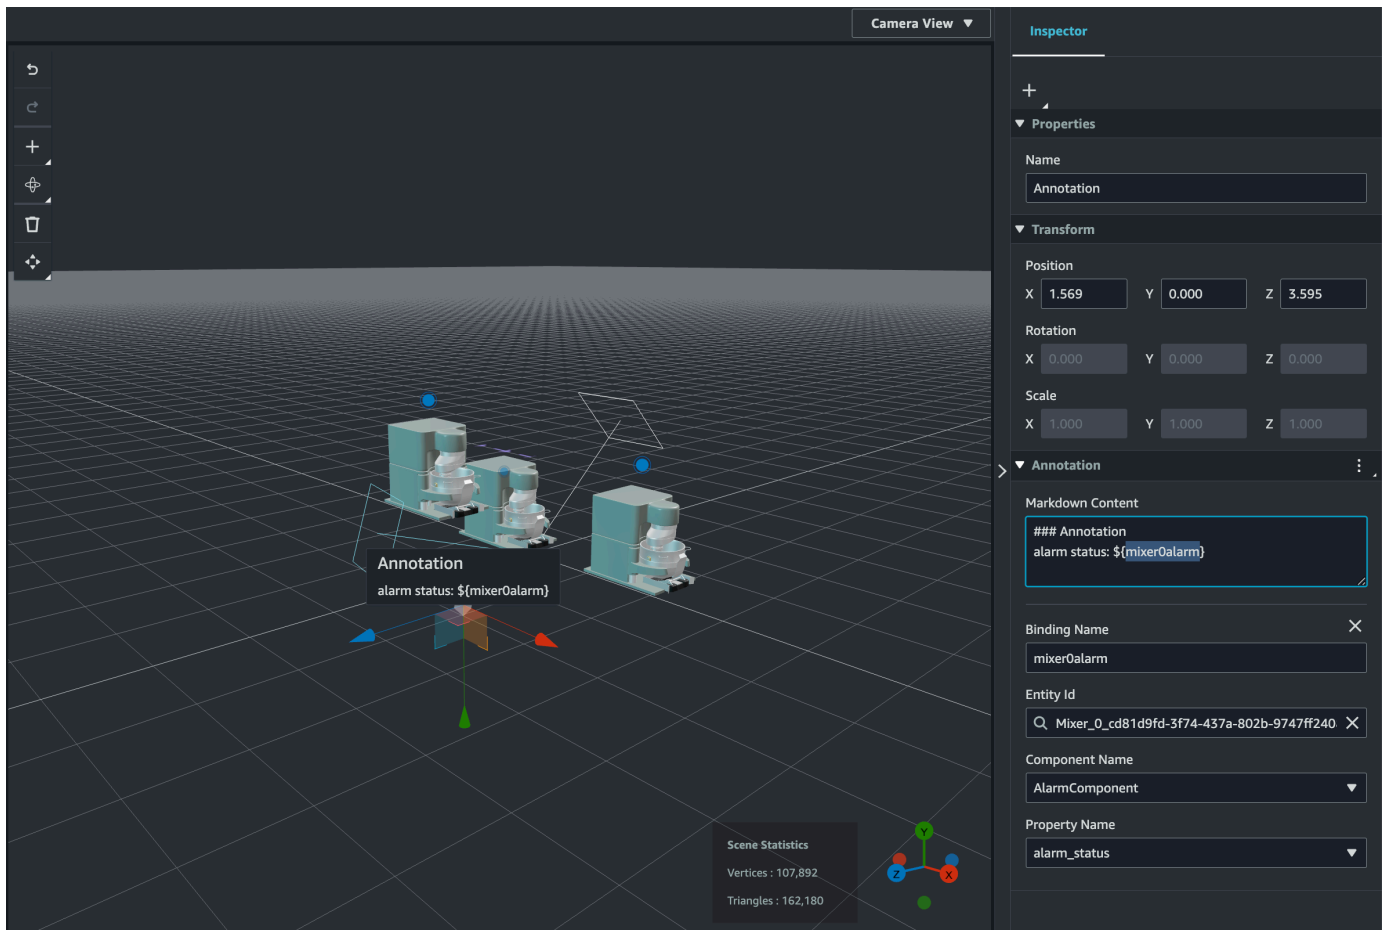 Camera View
Inspector
Properties
Name
Annotation
Transform
Position
X 1.569 Y 0.000 Z 3.595
Rotation
X 0.000 Y 0.000 Z 0.000
Scale
X 1.000 Y 1.000 Z 1.000
Annotation
Markdown Content
### Annotation
alarm status: ${mixer0alarm}
Binding Name
mixer0alarm
Entity Id
Mixer_0_cd81d9fd-3f74-437a-802b-9747ff240
Component Name
AlarmComponent
Property Name
alarm_status
Annotation
alarm status: ${mixer0alarm}
Scene Statistics
Vertices : 107,892
Triangles : 162,180
Y
Z
X